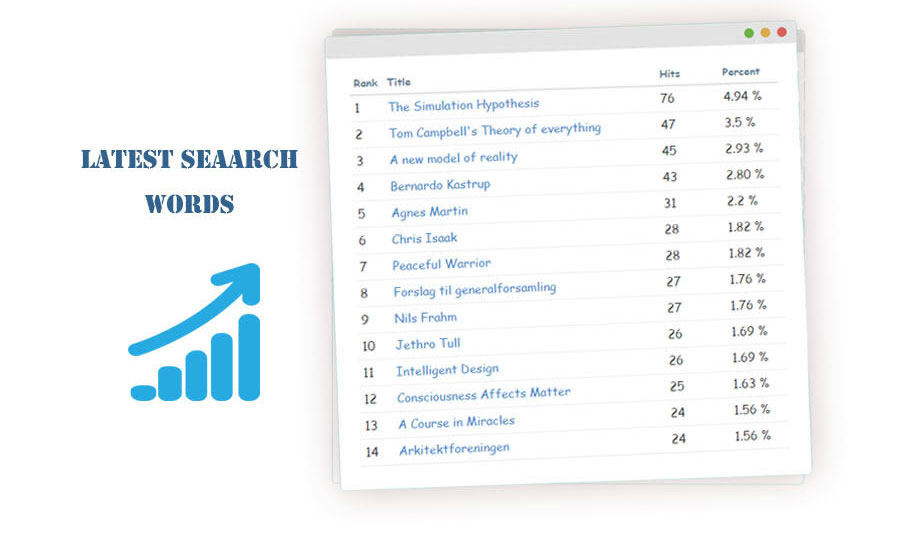 LATEST SEAARCH
WORDS
Rank Title Hits Percent
1 The Simulation Hypothesis 76 4.94 %
2 Tom Campbell's Theory of everything 47 3.5 %
3 A new model of reality 45 2.93 %
4 Bernardo Kastrup 43 2.80 %
5 Agnes Martin 31 2.2 %
6 Chris Isaak 28 1.82 %
7 Peaceful Warrior 28 1.82 %
8 Forslag til generalforsamling 27 1.76 %
9 Nils Frahm 27 1.76 %
10 Jethro Tull 26 1.69 %
11 Intelligent Design 26 1.69 %
12 Consciousness Affects Matter 25 1.63 %
13 A Course in Miracles 24 1.56 %
14 Arkitektforeningen 24 1.56 %